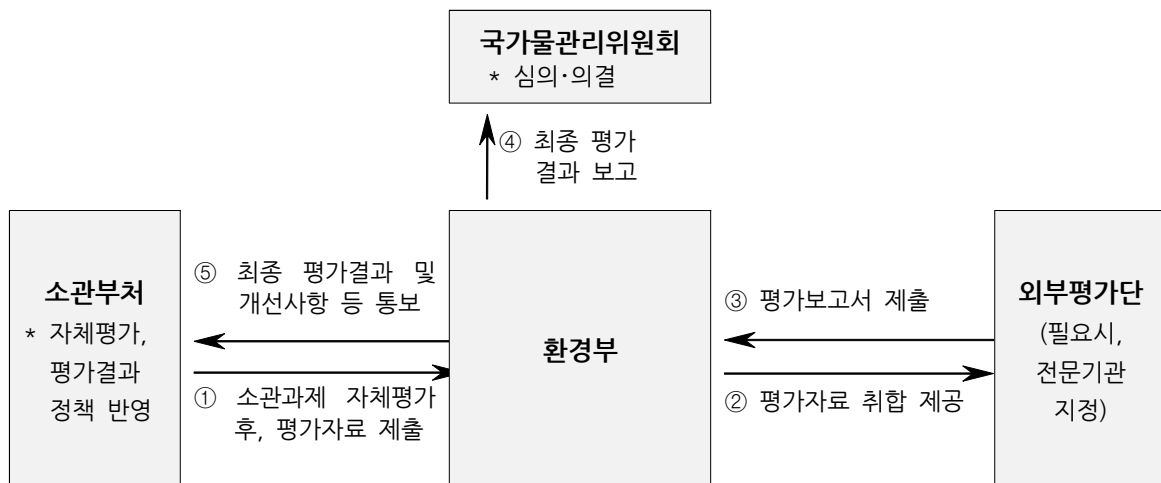 국가물관리위원회
* 심의·의결
④ 최종 평가
결과 보고
소관부처
* 자체평가,
평가결과
정책 반영
⑤ 최종 평가결과 및
개선사항 등 통보
① 소관과제 자체평가
후, 평가자료 제출
환경부
③ 평가보고서 제출
② 평가자료 취합 제공
외부평가단
(필요시,
전문기관
지정)